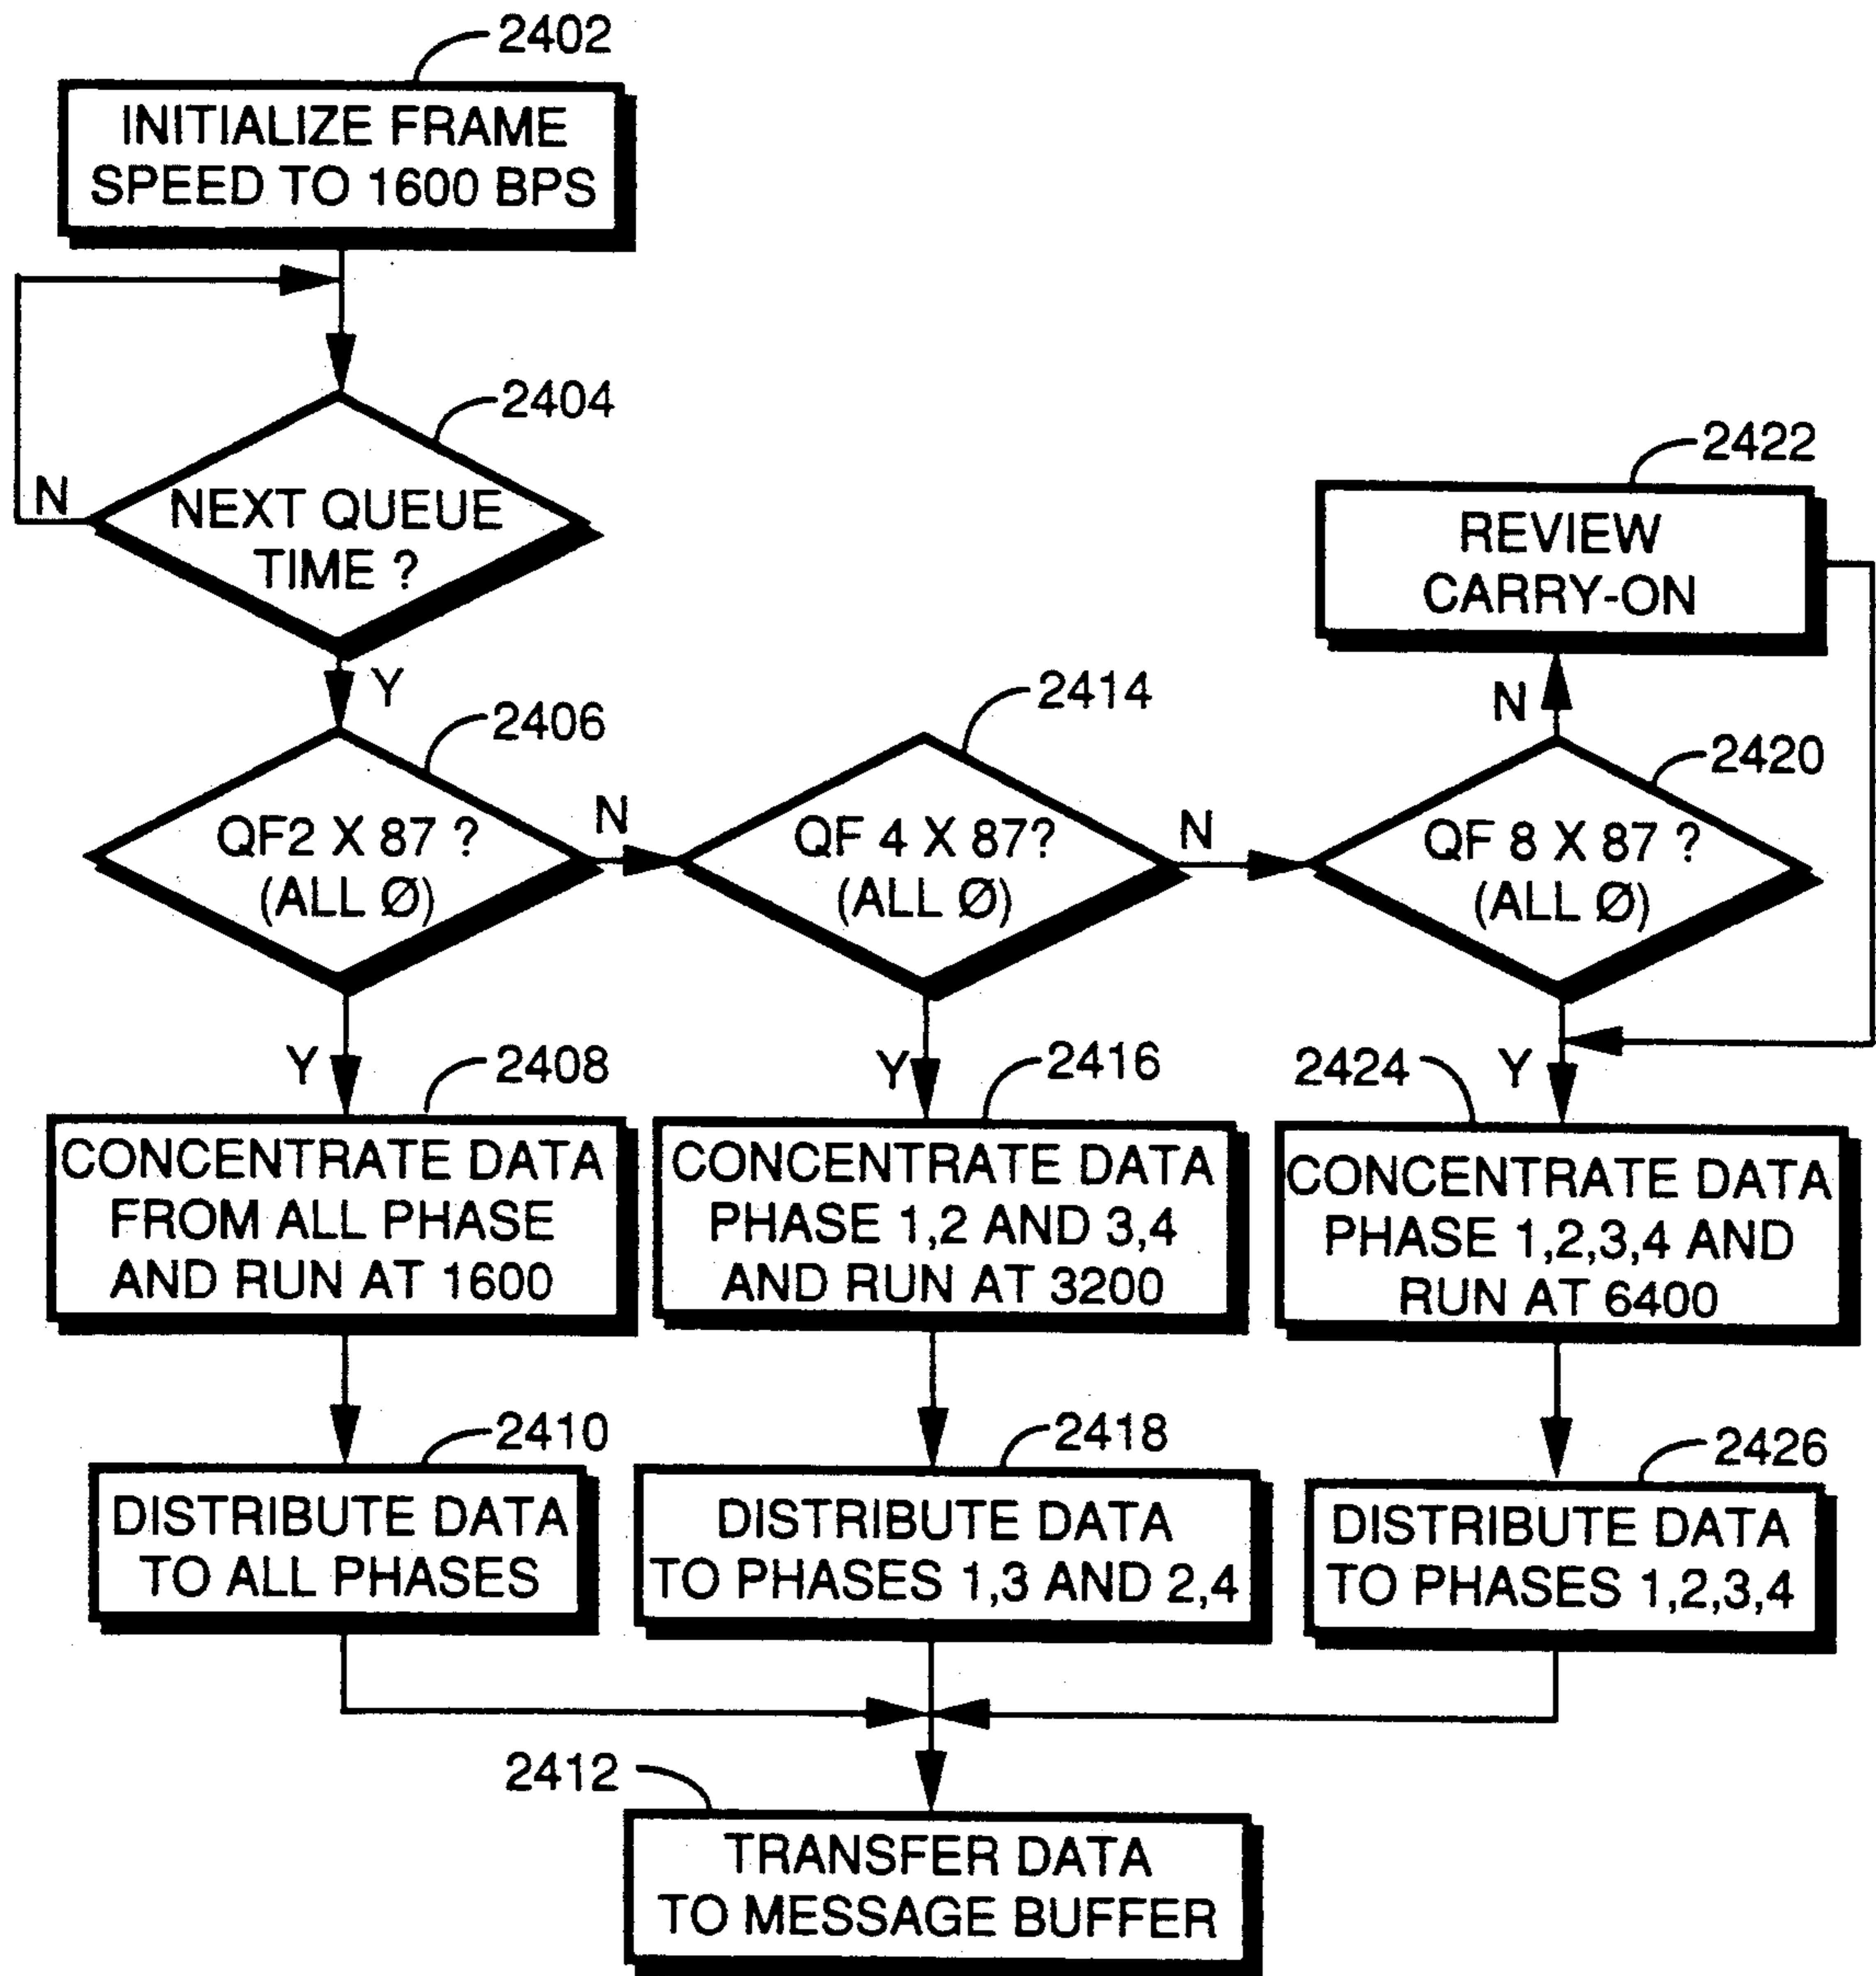 2402
INITIALIZE FRAME
SPEED TO 1600 BPS
2404
N
NEXT QUEUE
TIME ?
Y
2422
REVIEW
CARRY-ON
N
2406
QF2 X 87 ?
(ALL Ø)
N
2414
QF 4 X 87?
(ALL Ø)
N
2420
QF 8 X 87 ?
(ALL Ø)
Y
2408
CONCENTRATE DATA
FROM ALL PHASE
AND RUN AT 1600
Y
2416
CONCENTRATE DATA
PHASE 1,2 AND 3,4
AND RUN AT 3200
2424
Y
CONCENTRATE DATA
PHASE 1,2,3,4 AND
RUN AT 6400
2410
DISTRIBUTE DATA
TO ALL PHASES
2418
DISTRIBUTE DATA
TO PHASES 1,3 AND 2,4
2426
DISTRIBUTE DATA
TO PHASES 1,2,3,4
2412
TRANSFER DATA
TO MESSAGE BUFFER